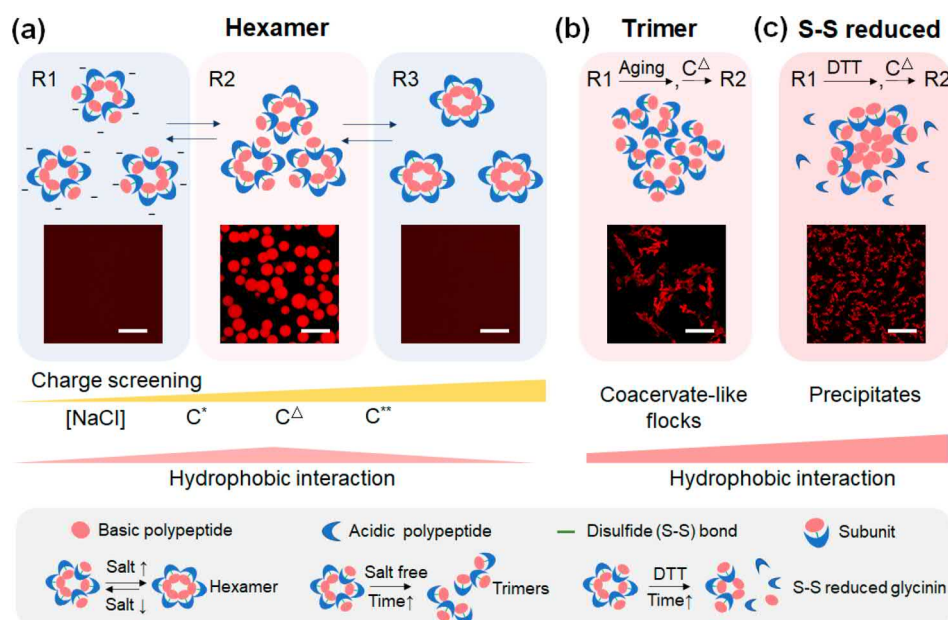 (a) Hexamer
R1
R2
R3
Charge screening
[NaCl] C* C△ C**
Hydrophobic interaction
(b) Trimer
R1 Aging, C△ R2
Coacervate-like
flocks
(c) S-S reduced
R1 DTT, C△ R2
Precipitates
Hydrophobic interaction
Basic polypeptide
Acidic polypeptide
Disulfide (S-S) bond
Subunit
Salt ↑
Salt ↓
Hexamer
Salt free
Time↑
Trimers
DTT
Time↑
S-S reduced glycinin